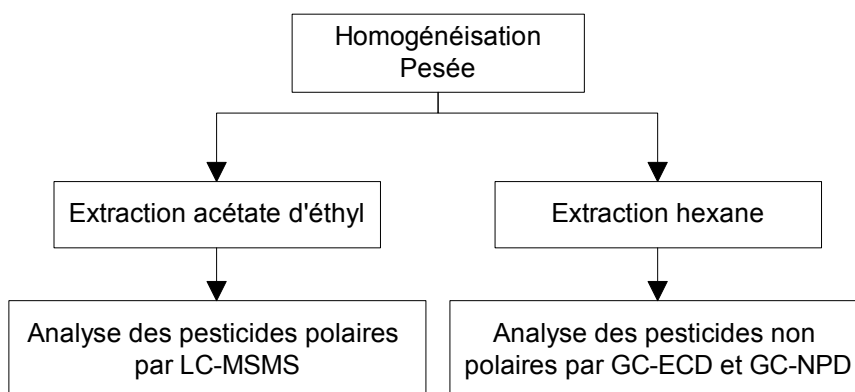 Homogénéisation
Pesée
Extraction acétate d'éthyl
Extraction hexane
Analyse des pesticides polaires
par LC-MSMS
Analyse des pesticides non
polaires par GC-ECD et GC-NPD